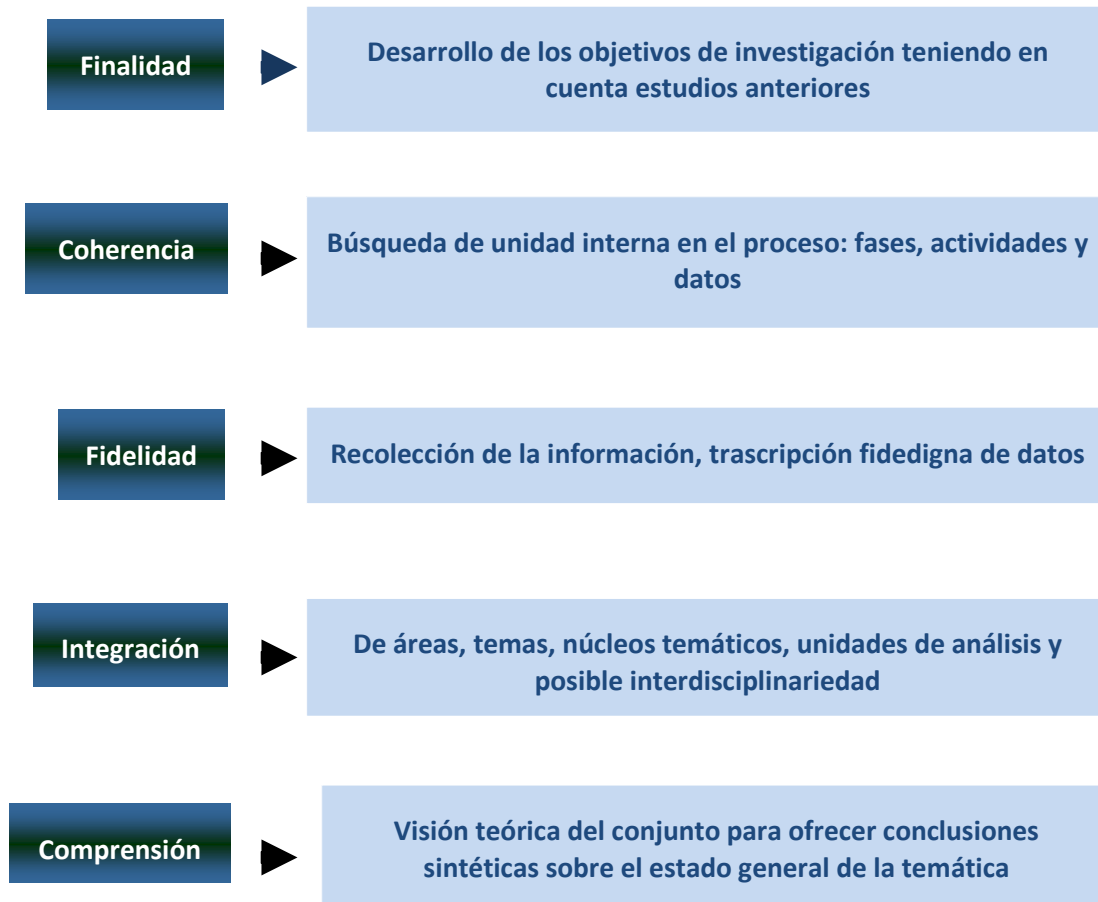 Finalidad
Desarrollo de los objetivos de investigación teniendo en
cuenta estudios anteriores
Coherencia
Búsqueda de unidad interna en el proceso: fases, actividades y
datos
Fidelidad
Recolección de la información, trascripción fidedigna de datos
Integración
De áreas, temas, núcleos temáticos, unidades de análisis y
posible interdisciplinariedad
Comprensión
Visión teórica del conjunto para ofrecer conclusiones
sintéticas sobre el estado general de la temática